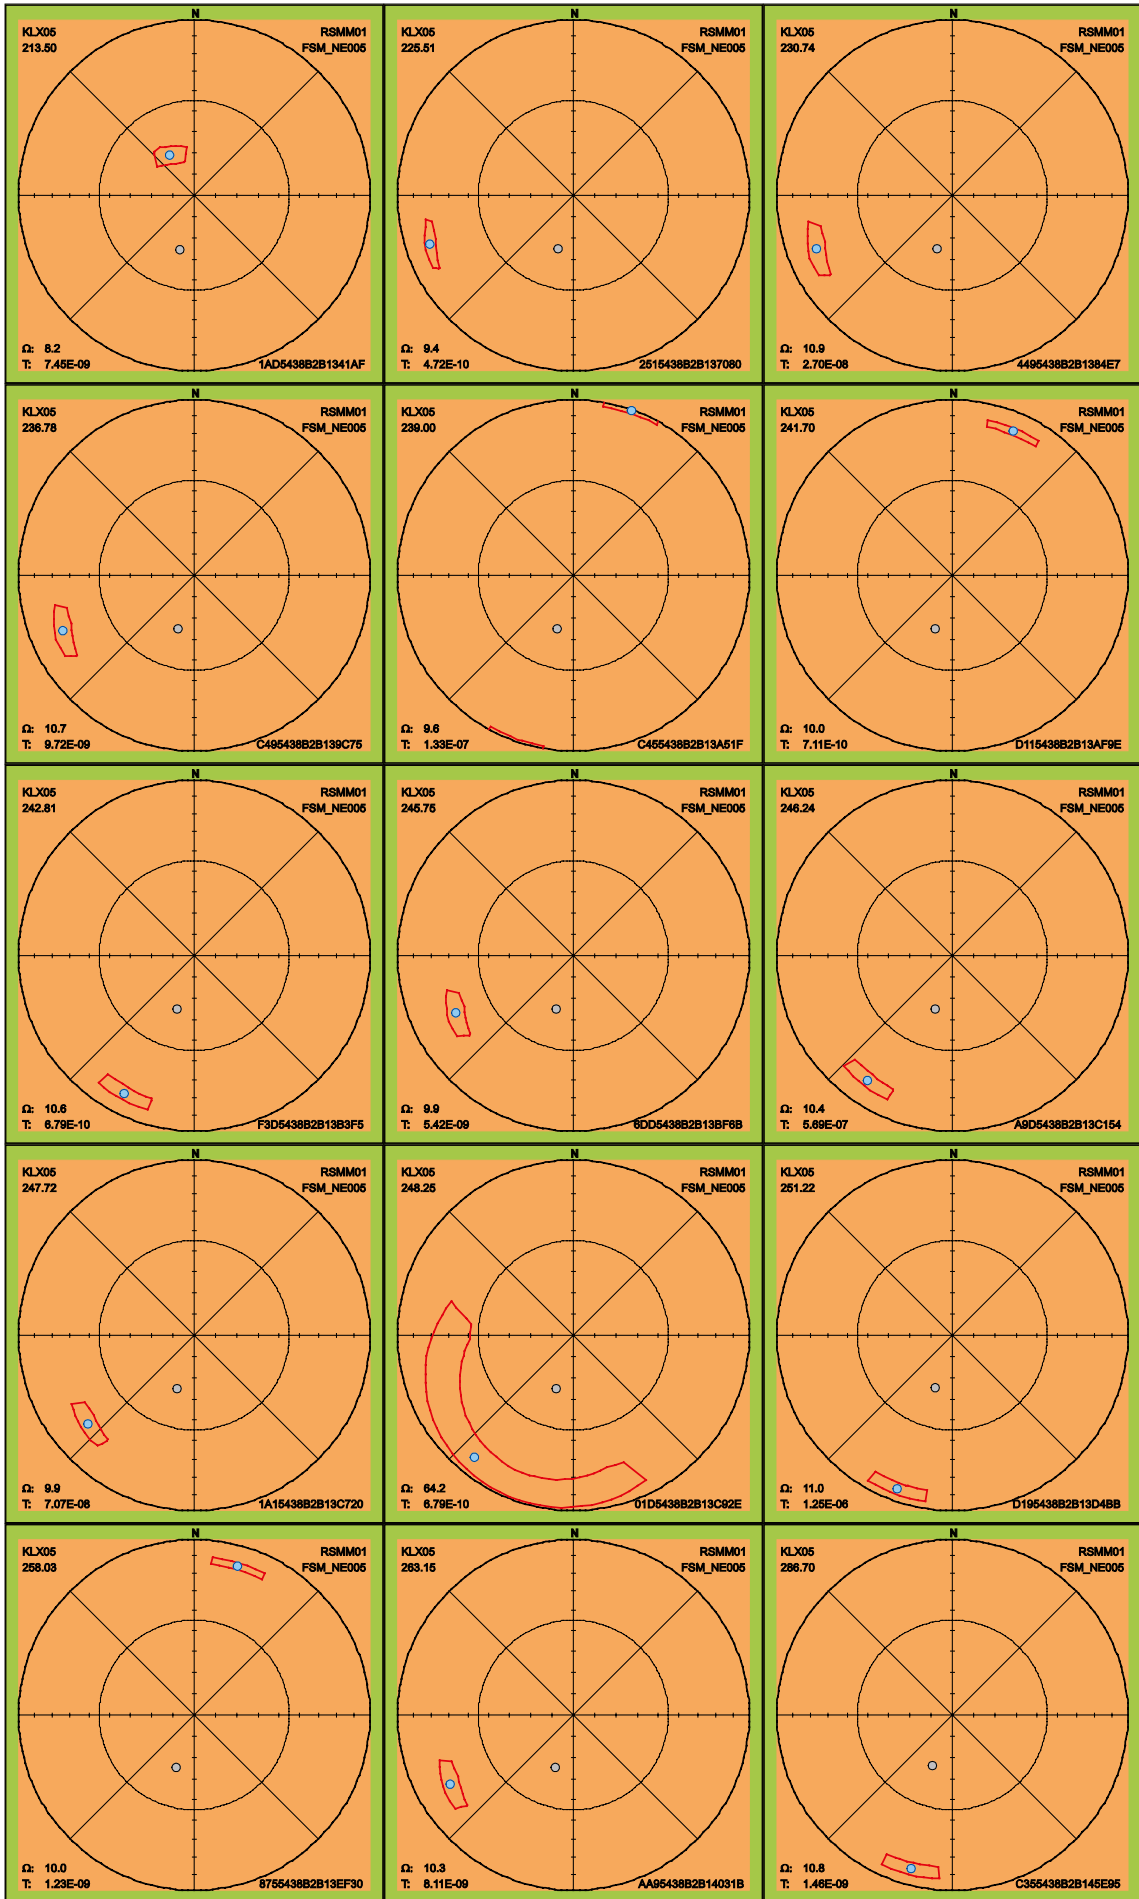 N
KLX05 RSMM01
213.50 FSM_NE005
Ω: 8.2
T: 7.45E-09 1AD5438B2B1341AF
N
KLX05 RSMM01
225.51 FSM_NE005
Ω: 9.4
T: 4.72E-10 2515438B2B137080
N
KLX05 RSMM01
230.74 FSM_NE005
Ω: 10.9
T: 2.70E-08 4495438B2B1384E7
N
KLX05 RSMM01
236.78 FSM_NE005
Ω: 10.7
T: 9.72E-09 C495438B2B139C75
N
KLX05 RSMM01
239.00 FSM_NE005
Ω: 9.6
T: 1.33E-07 C455438B2B13A51F
N
KLX05 RSMM01
241.70 FSM_NE005
Ω: 10.0
T: 7.11E-10 D115438B2B13AF9E
N
KLX05 RSMM01
242.81 FSM_NE005
Ω: 10.6
T: 6.79E-10 F3D5438B2B13B3F5
N
KLX05 RSMM01
245.75 FSM_NE005
Ω: 9.9
T: 5.42E-09 6DD5438B2B13BF6B
N
KLX05 RSMM01
246.24 FSM_NE005
Ω: 10.4
T: 5.69E-07 A9D5438B2B13C154
N
KLX05 RSMM01
247.72 FSM_NE005
Ω: 9.9
T: 7.07E-08 1A15438B2B13C720
N
KLX05 RSMM01
248.25 FSM_NE005
Ω: 64.2
T: 6.79E-10 01D5438B2B13C92E
N
KLX05 RSMM01
251.22 FSM_NE005
Ω: 11.0
T: 1.25E-06 D195438B2B13D4BB
N
KLX05 RSMM01
258.03 FSM_NE005
Ω: 10.0
T: 1.23E-09 8755438B2B13EF30
N
KLX05 RSMM01
263.15 FSM_NE005
Ω: 10.3
T: 8.11E-09 AA95438B2B14031B
N
KLX05 RSMM01
286.70 FSM_NE005
Ω: 10.8
T: 1.46E-09 C355438B2B145E95